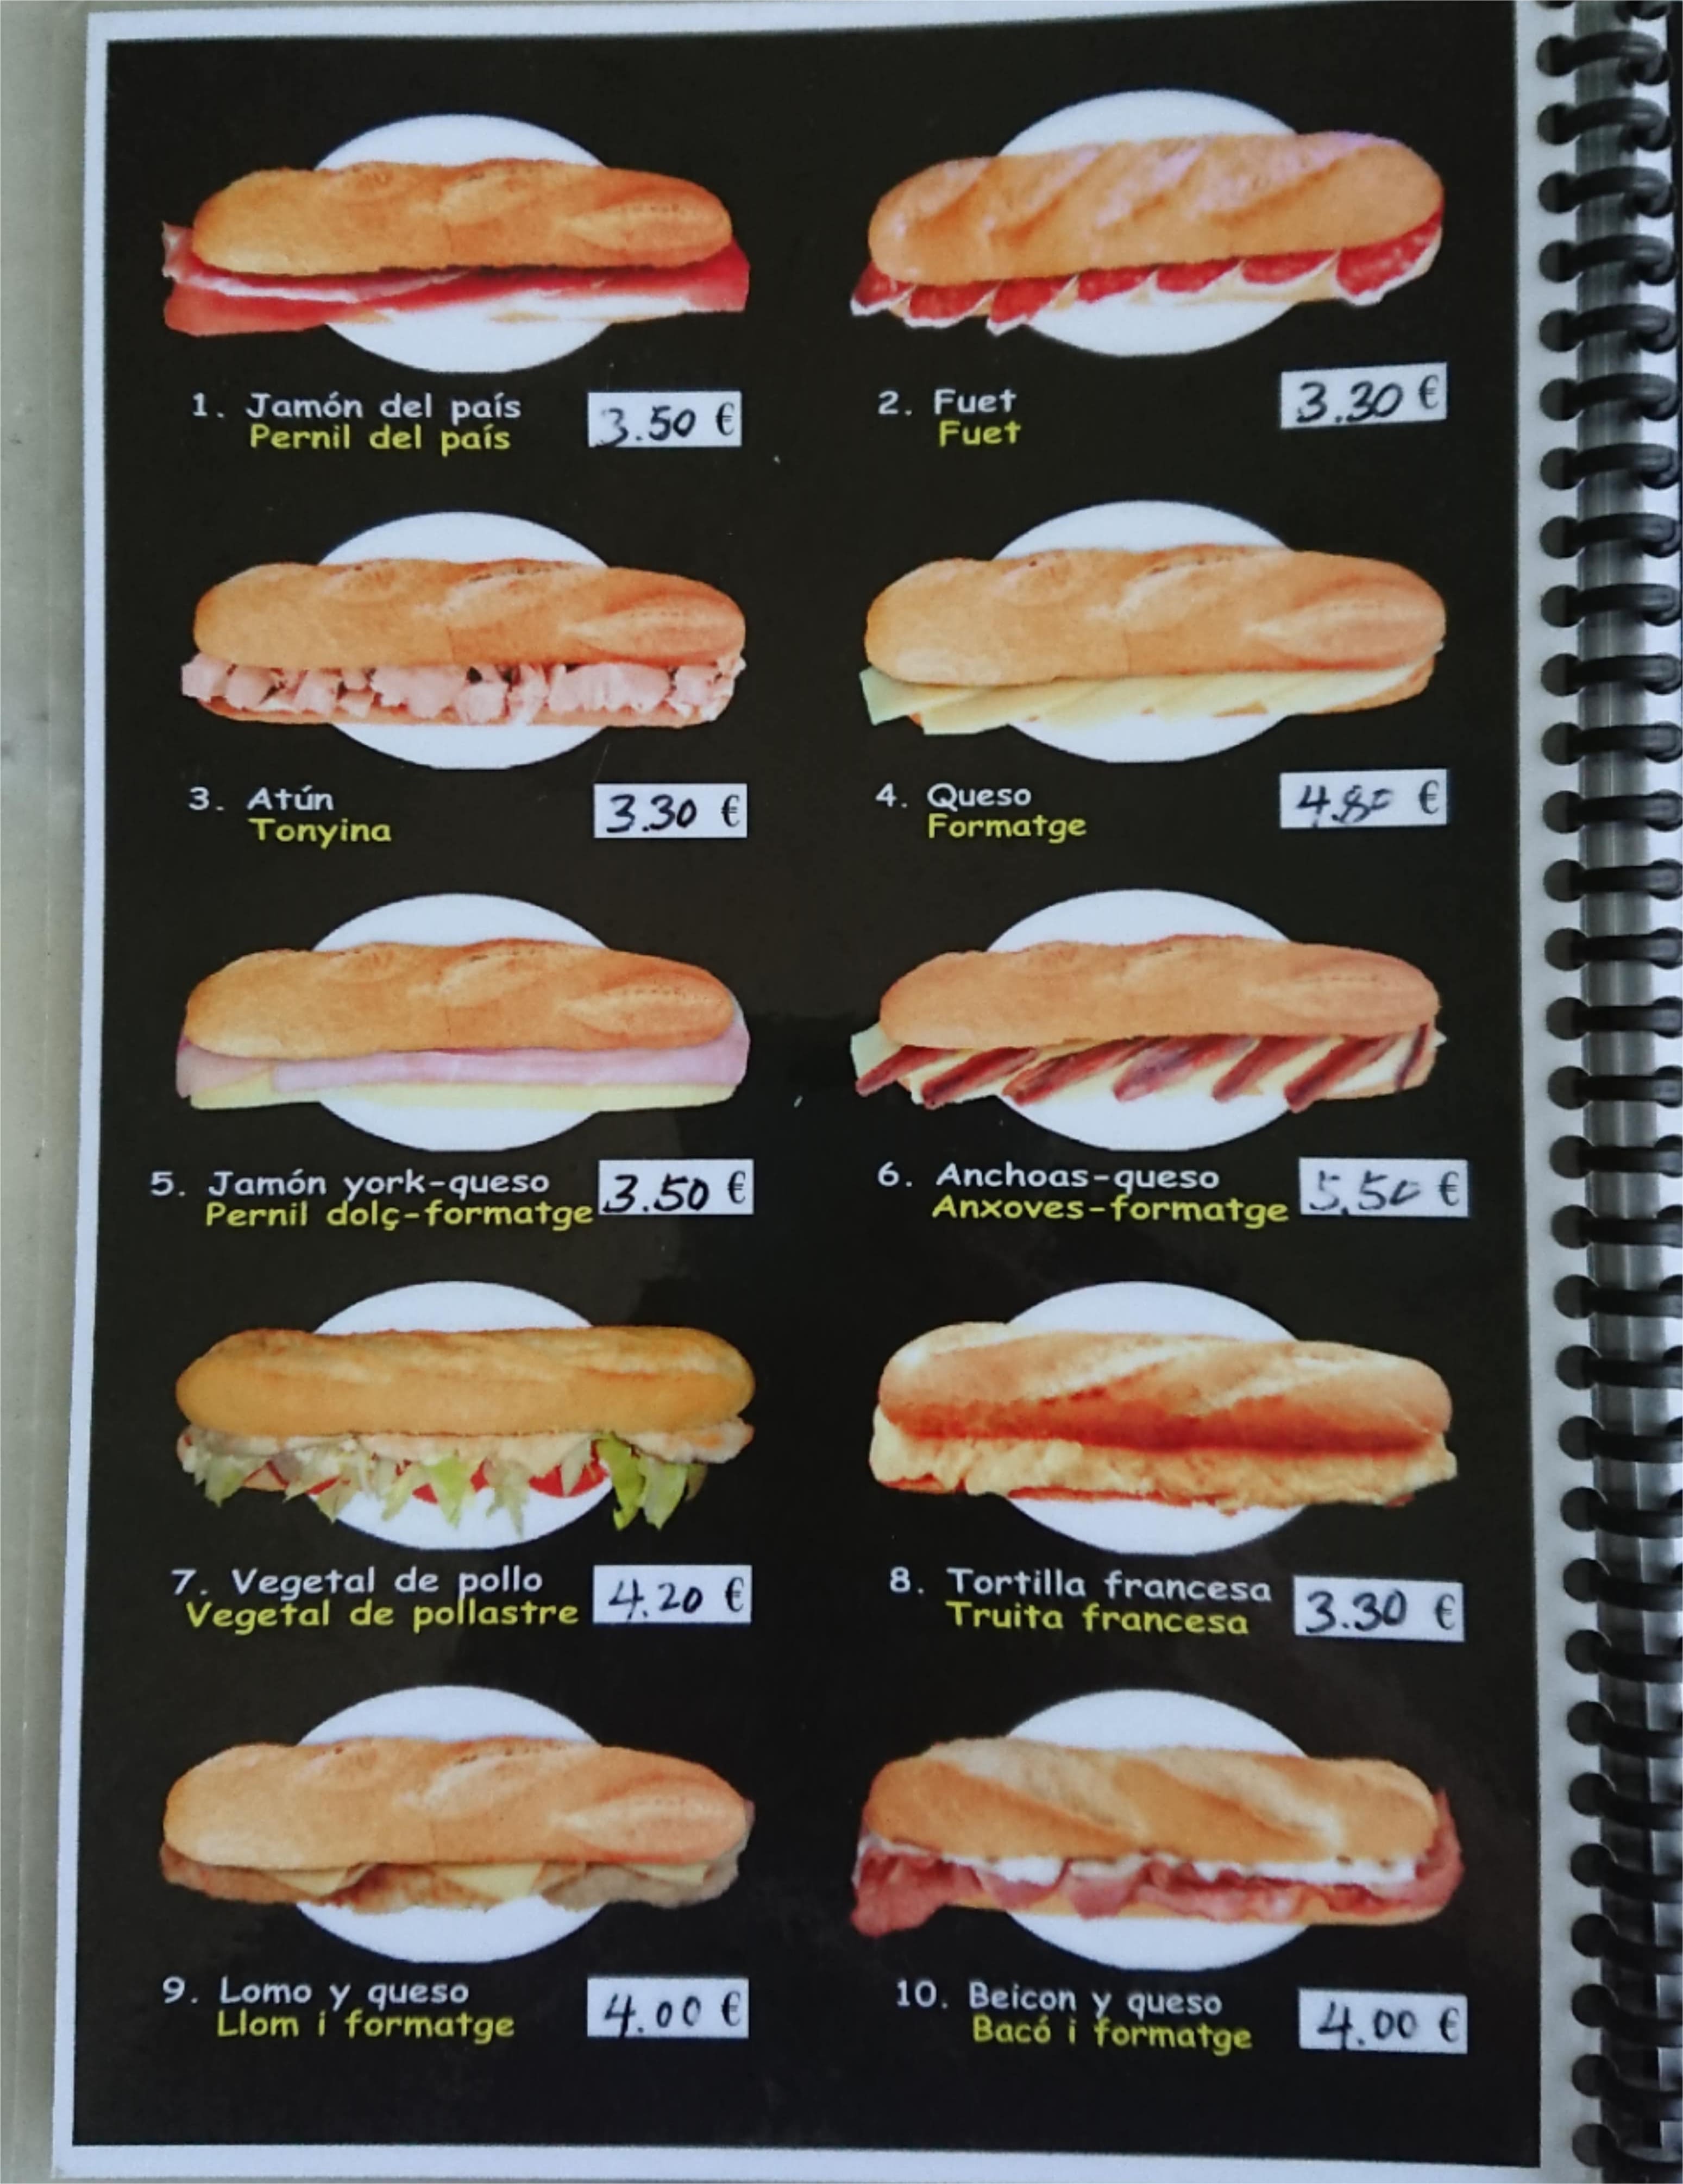 1. Jamón del país
Pernil del país
3.50 €
2. Fuet
Fuet
3.30 €
3. Atún
Tonyina
3.30 €
4. Queso
Formatge
4.80 €
5. Jamón york-queso
Pernil dolç-formatge
3.50 €
6. Anchoas-queso
Anxoves-formatge
5.50 €
7. Vegetal de pollo
Vegetal de pollastre
4.20 €
8. Tortilla francesa
Truita francesa
3.30 €
9. Lomo y queso
Llom i formatge
4.00 €
10. Beicon y queso
Bacó i formatge
4.00 €